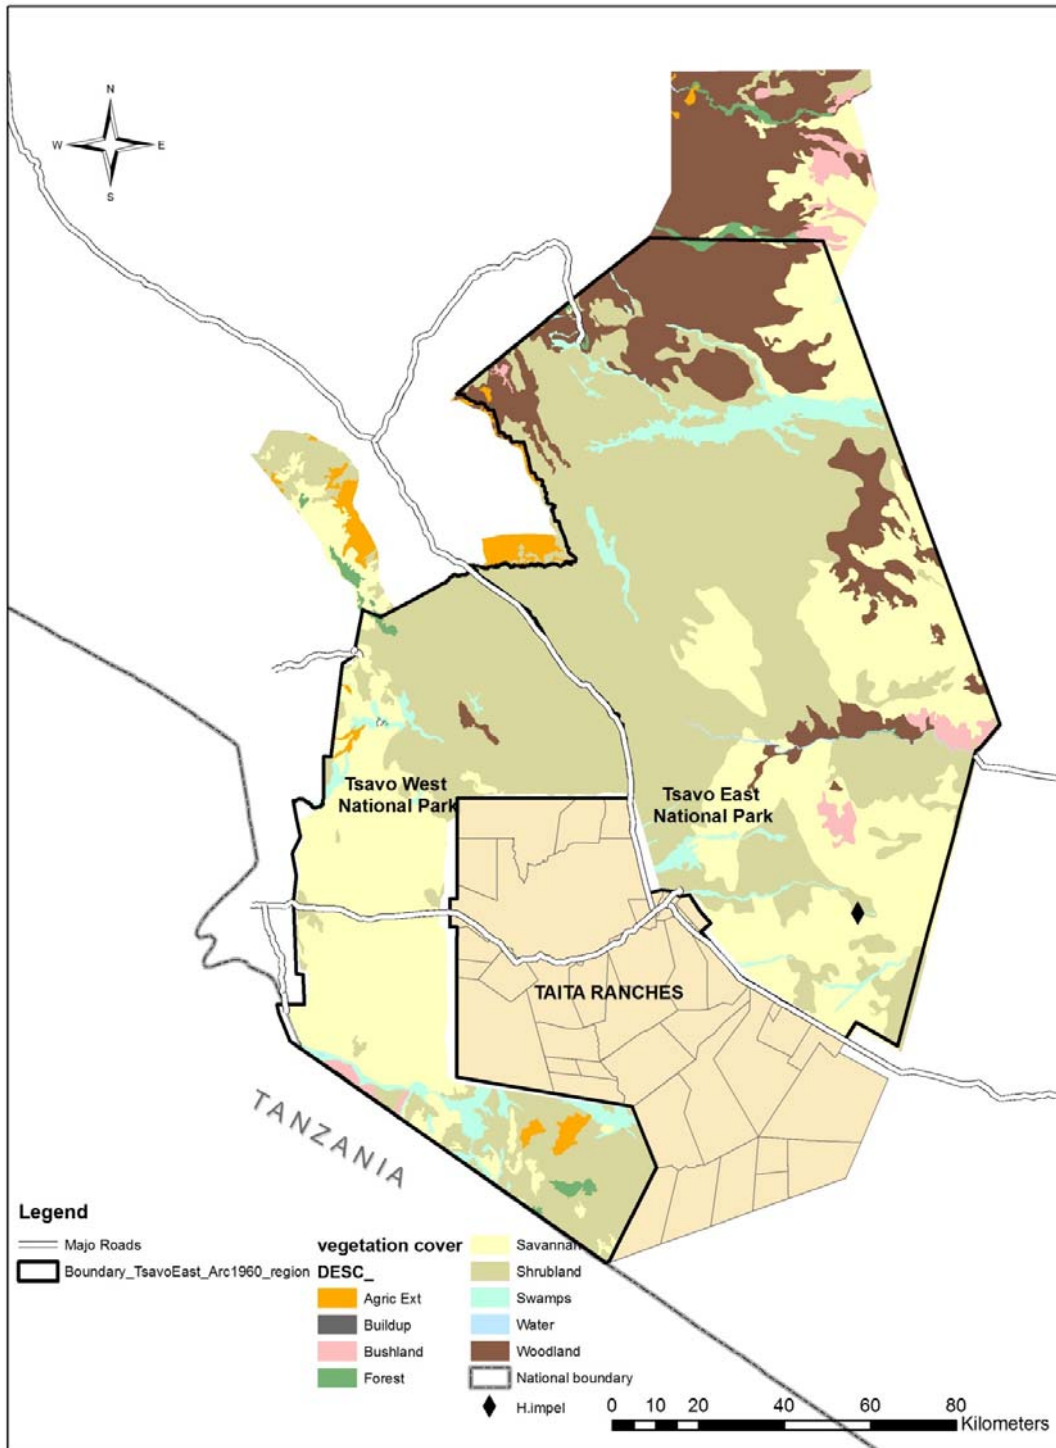 N
W E
S
Tsavo West
National Park
Tsavo East
National Park
TAITA RANCHES
TANZANIA
Legend
Majo Roads
Boundary_TsavoEast_Arc1960_region
vegetation cover
DESC_
Agric Ext
Buildup
Bushland
Forest
Savannah
Shrubland
Swamps
Water
Woodland
National boundary
H.impel
0 10 20 40 60 80
Kilometers